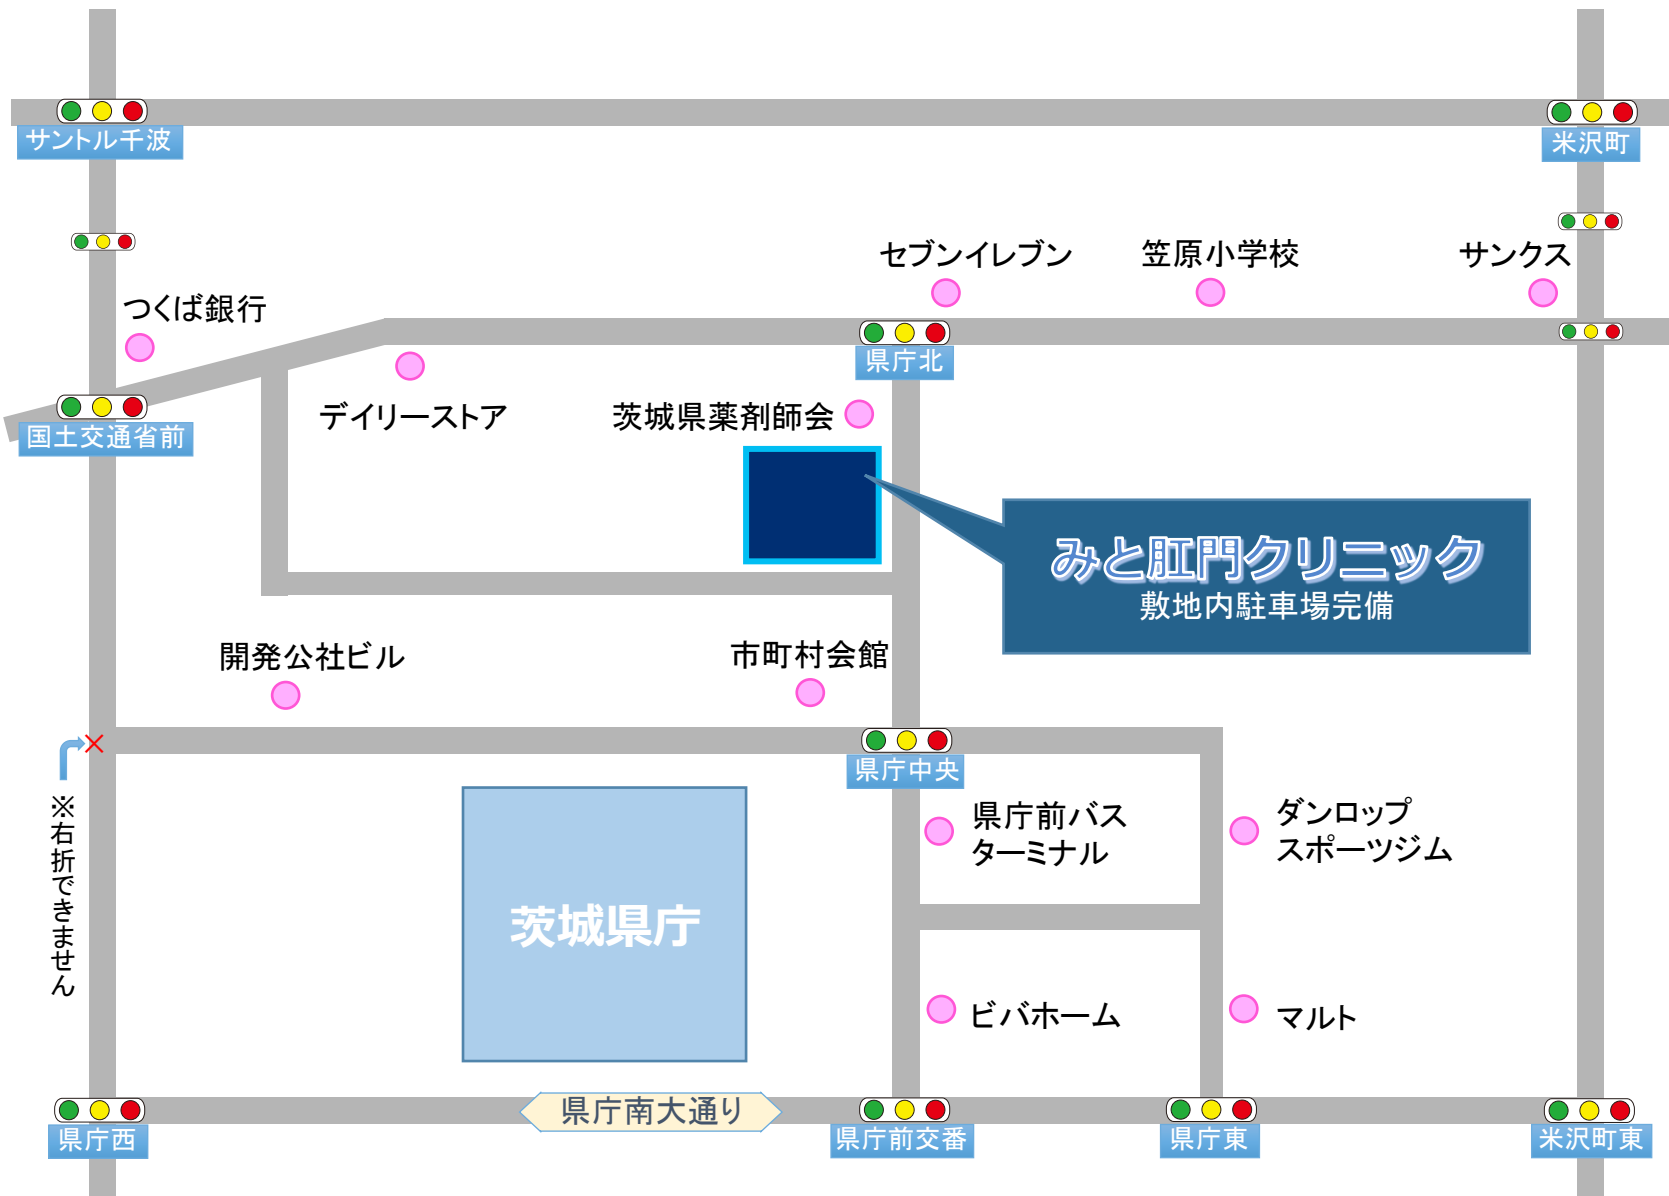 サントル千波
米沢町
セブンイレブン
笠原小学校
サンクス
つくば銀行
県庁北
デイリーストア
茨城県薬剤師会
国土交通省前
みと肛門クリニック
敷地内駐車場完備
開発公社ビル
市町村会館
県庁中央
※右折できません
県庁前バス
ターミナル
ダンロップ
スポーツジム
茨城県庁
ビバホーム
マルト
県庁南大通り
県庁西
県庁前交番
県庁東
米沢町東